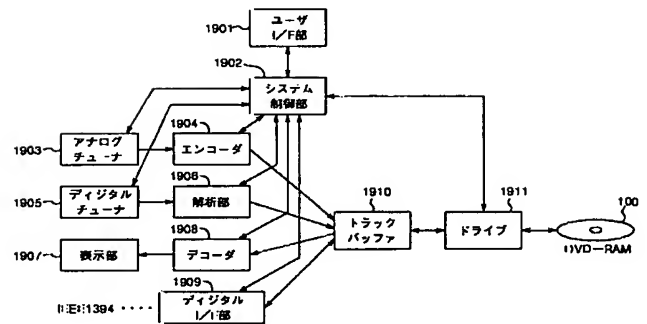 1901
ユーザ
I/F部
1902
システム
制御部
1904
1903
アナログ
チューナ
エンコーダ
1906
1905
ディジタル
チューナ
解析部
1910
トラック
バッファ
1911
ドライブ
100
DVD-RAM
1908
1907
表示部
デコーダ
1909
ディジタル
I/F部
IEEE1394